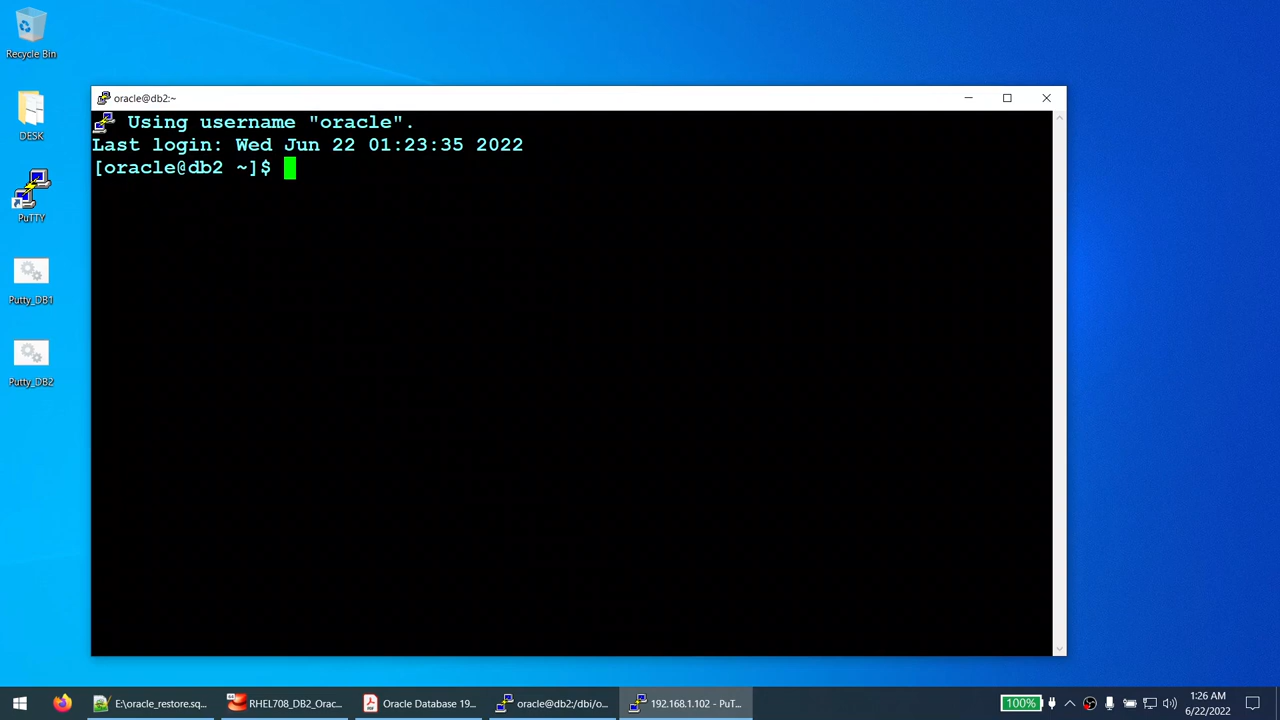 Recycle Bin
DESK
PuTTY
Putty_DB1
Putty_DB2
oracle@db2:~
Using username "oracle".
Last login: Wed Jun 22 01:23:35 2022
[oracle@db2 ~]$
E:\oracle_restore.sq...
RHEL708_DB2_Orac...
Oracle Database 19...
oracle@db2:/dbi/o...
192.168.1.102 - PuT...
100%
1:26 AM
6/22/2022